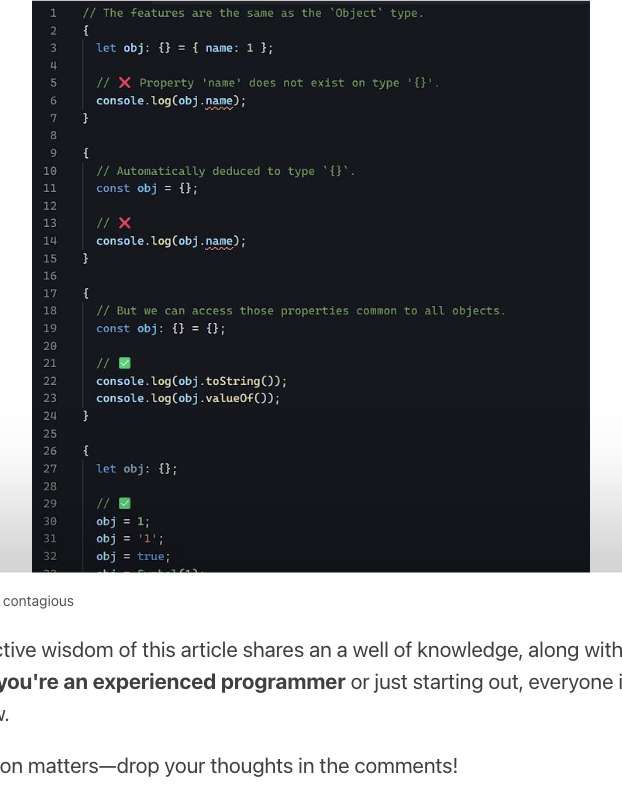 1 // The features are the same as the `Object` type.
2 {
3 let obj: {} = { name: 1 };
4
5 // ❌ Property 'name' does not exist on type '{}'.
6 console.log(obj.name);
7 }
8
9 {
10 // Automatically deduced to type `{}`.
11 const obj = {};
12
13 // ❌
14 console.log(obj.name);
15 }
16
17 {
18 // But we can access those properties common to all objects.
19 const obj: {} = {};
20
21 // ✅
22 console.log(obj.toString());
23 console.log(obj.valueOf());
24 }
25
26 {
27 let obj: {};
28
29 // ✅
30 obj = 1;
31 obj = '1';
32 obj = true;
contagious
ctive wisdom of this article shares an a well of knowledge, along with
you're an experienced programmer or just starting out, everyone i
w.
on matters—drop your thoughts in the comments!